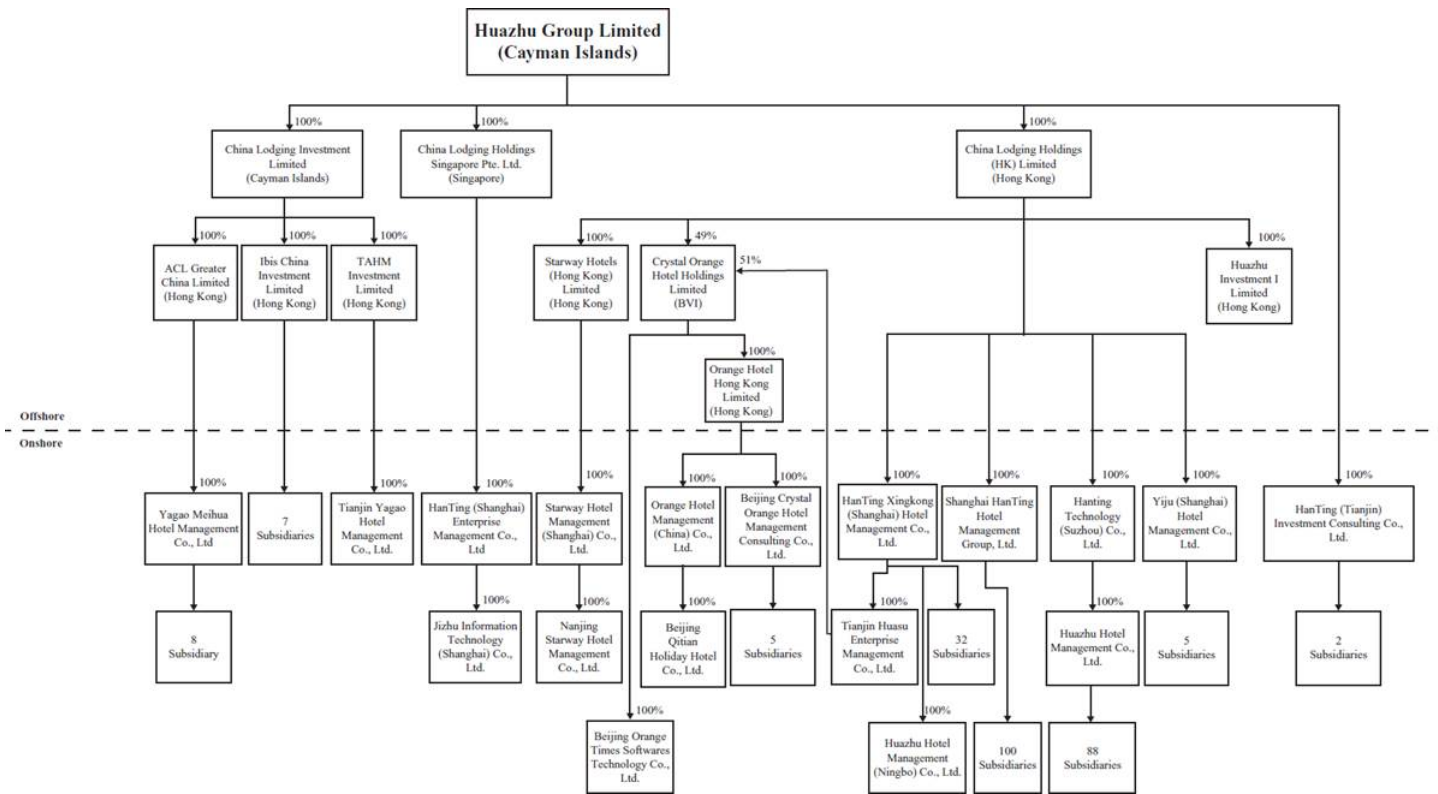 Huazhu Group Limited
(Cayman Islands)
100%
100%
100%
100%
China Lodging Investment
Limited
(Cayman Islands)
China Lodging Holdings
Singapore Pte. Ltd.
(Singapore)
China Lodging Holdings
(HK) Limited
(Hong Kong)
100%
100%
100%
100%
49%
51%
100%
ACL Greater
China Limited
(Hong Kong)
Ibis China
Investment
Limited
(Hong Kong)
TAHM
Investment
Limited
(Hong Kong)
Starway Hotels
(Hong Kong)
Limited
(Hong Kong)
Crystal Orange
Hotel Holdings
Limited
(BVI)
Huazhu
Investment I
Limited
(Hong Kong)
100%
Orange Hotel
Hong Kong
Limited
(Hong Kong)
Offshore
Onshore
100%
100%
100%
100%
100%
100%
100%
100%
100%
100%
100%
100%
Yagao Meihua
Hotel Management
Co., Ltd
7
Subsidiaries
Tianjin Yagao
Hotel
Management
Co., Ltd.
HanTing (Shanghai)
Enterprise
Management Co.,
Ltd
Starway Hotel
Management
(Shanghai) Co.,
Ltd.
Orange Hotel
Management
(China) Co.,
Ltd.
Beijing Crystal
Orange Hotel
Management
Consulting Co.,
Ltd.
HanTing Xingkong
(Shanghai) Hotel
Management Co.,
Ltd.
Shanghai HanTing
Hotel
Management
Group, Ltd.
Hanting
Technology
(Suzhou) Co.,
Ltd.
Yiju (Shanghai)
Hotel
Management
Co., Ltd.
HanTing (Tianjin)
Investment Consulting Co.,
Ltd.
100%
100%
100%
100%
100%
8
Subsidiary
Jizhu Information
Technology
(Shanghai) Co.,
Ltd.
Nanjing
Starway Hotel
Management
Co., Ltd.
Beijing
Qitian
Holiday Hotel
Co., Ltd.
5
Subsidiaries
Tianjin Huasu
Enterprise
Management
Co., Ltd.
32
Subsidiaries
Huazhu Hotel
Management Co.,
Ltd.
5
Subsidiaries
2
Subsidiaries
100%
100%
Beijing Orange
Times Softwares
Technology Co.,
Ltd.
Huazhu Hotel
Management
(Ningbo) Co., Ltd.
100
Subsidiaries
88
Subsidiaries